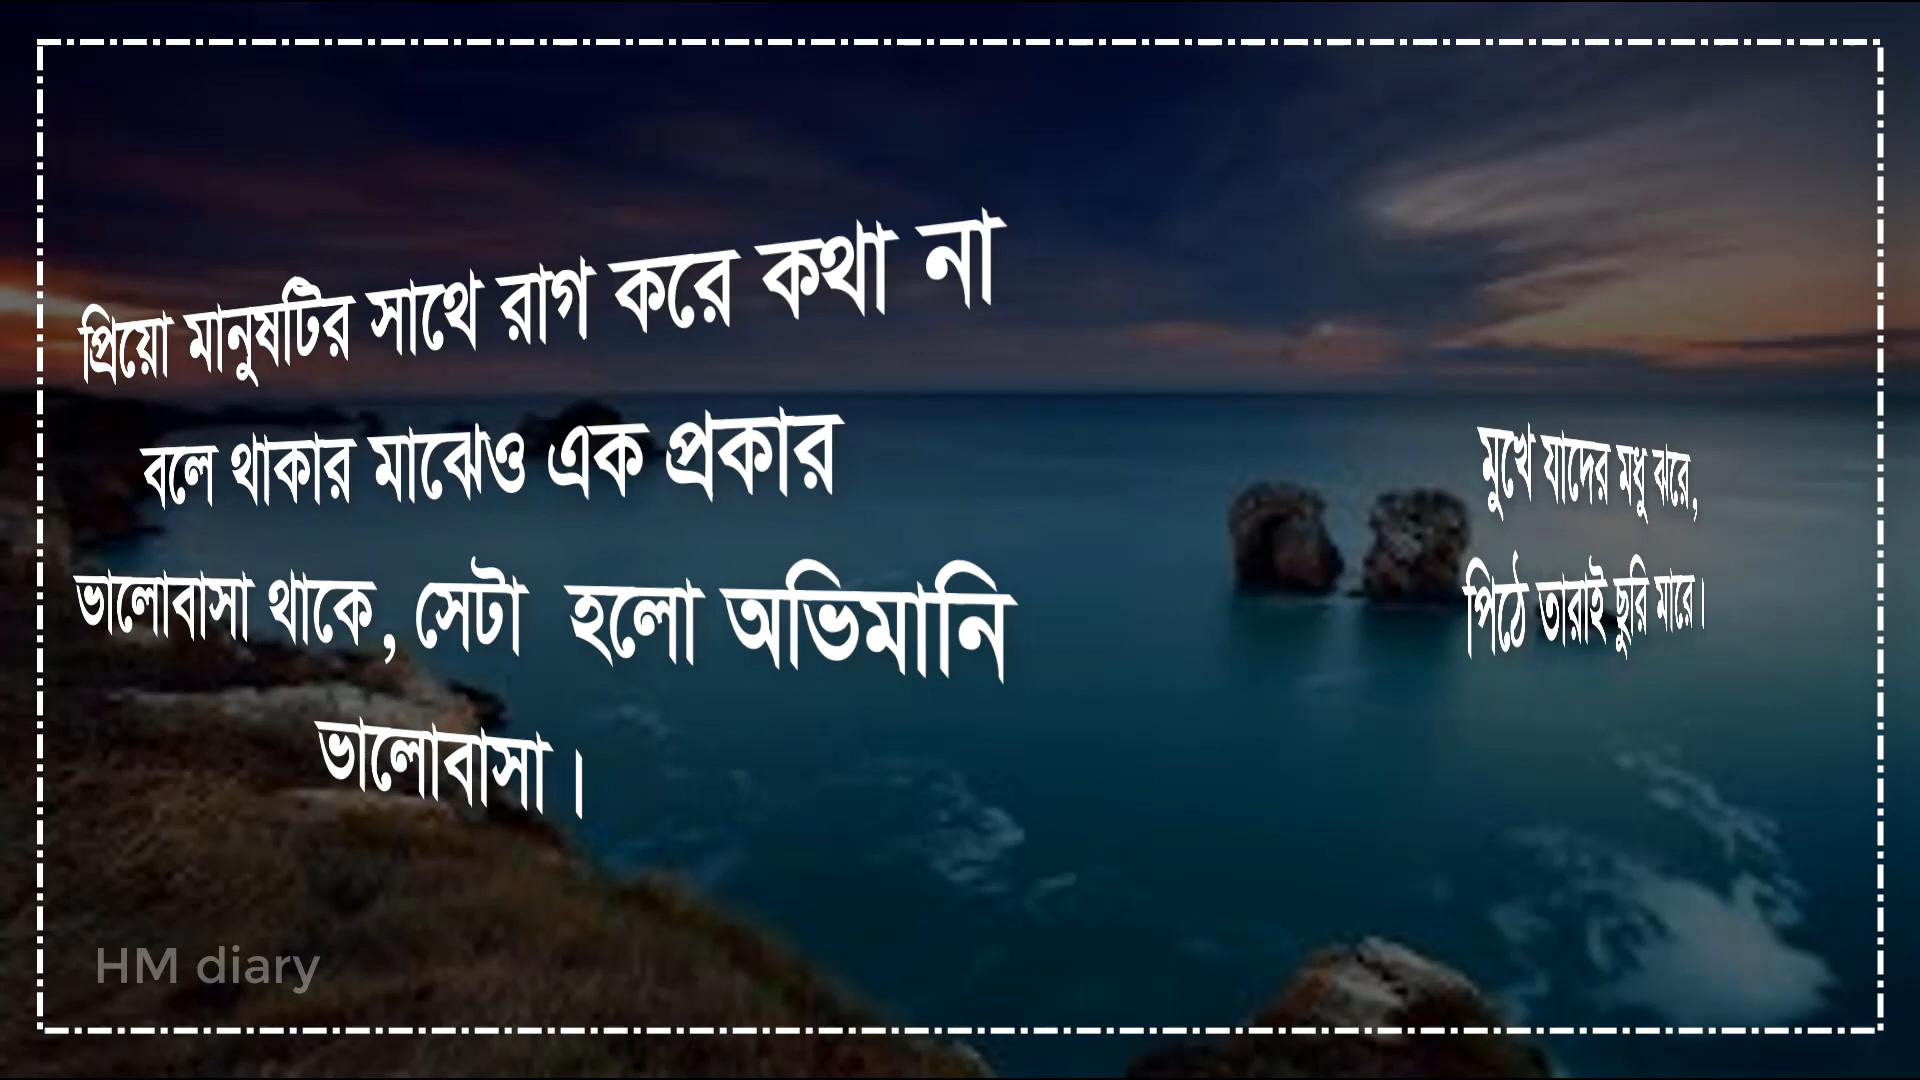 প্রিয়ো মানুষটির সাথে রাগ করে কথা না
বলে থাকার মাঝেও এক প্রকার
ভালোবাসা থাকে, সেটা হলো অভিমানি
ভালোবাসা।
মুখে যাদের মধু ঝরে,
পিঠে তারাই ছুরি মারে।
HM diary